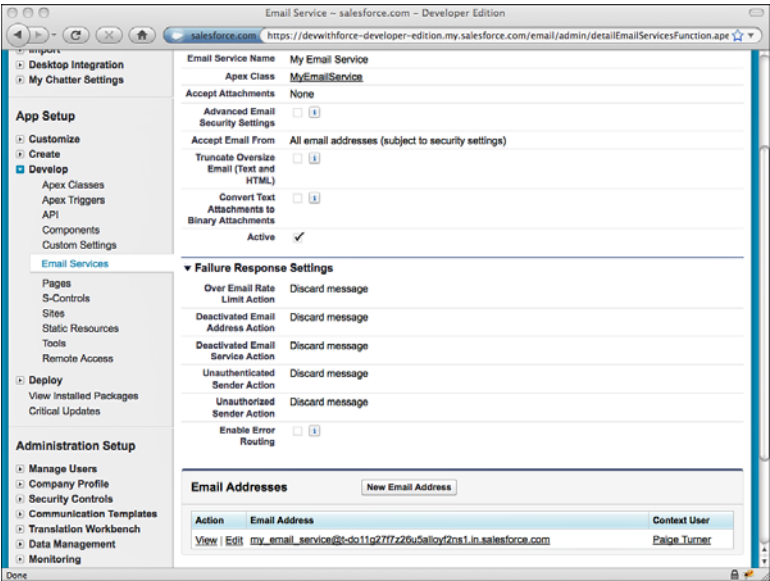 Email Service – salesforce.com – Developer Edition
salesforce.com https://devwithforce-developer-edition.my.salesforce.com/email/admin/detailEmailServicesFunction.ape
Import
Desktop Integration
My Chatter Settings
App Setup
Customize
Create
Develop
Apex Classes
Apex Triggers
API
Components
Custom Settings
Email Services
Pages
S-Controls
Sites
Static Resources
Tools
Remote Access
Deploy
View Installed Packages
Critical Updates
Administration Setup
Manage Users
Company Profile
Security Controls
Communication Templates
Translation Workbench
Data Management
Monitoring
Email Service Name My Email Service
Apex Class MyEmailService
Accept Attachments None
Advanced Email
Security Settings
Accept Email From All email addresses (subject to security settings)
Truncate Oversize
Email (Text and
HTML)
Convert Text
Attachments to
Binary Attachments
Active
Failure Response Settings
Over Email Rate
Limit Action Discard message
Deactivated Email
Address Action Discard message
Deactivated Email
Service Action Discard message
Unauthenticated
Sender Action Discard message
Unauthorized
Sender Action Discard message
Enable Error
Routing
Email Addresses New Email Address
Action Email Address Context User
View | Edit my_email_service@t-do11g27f7z26u5alloyf2ns1.in.salesforce.com Paige Turner
Done